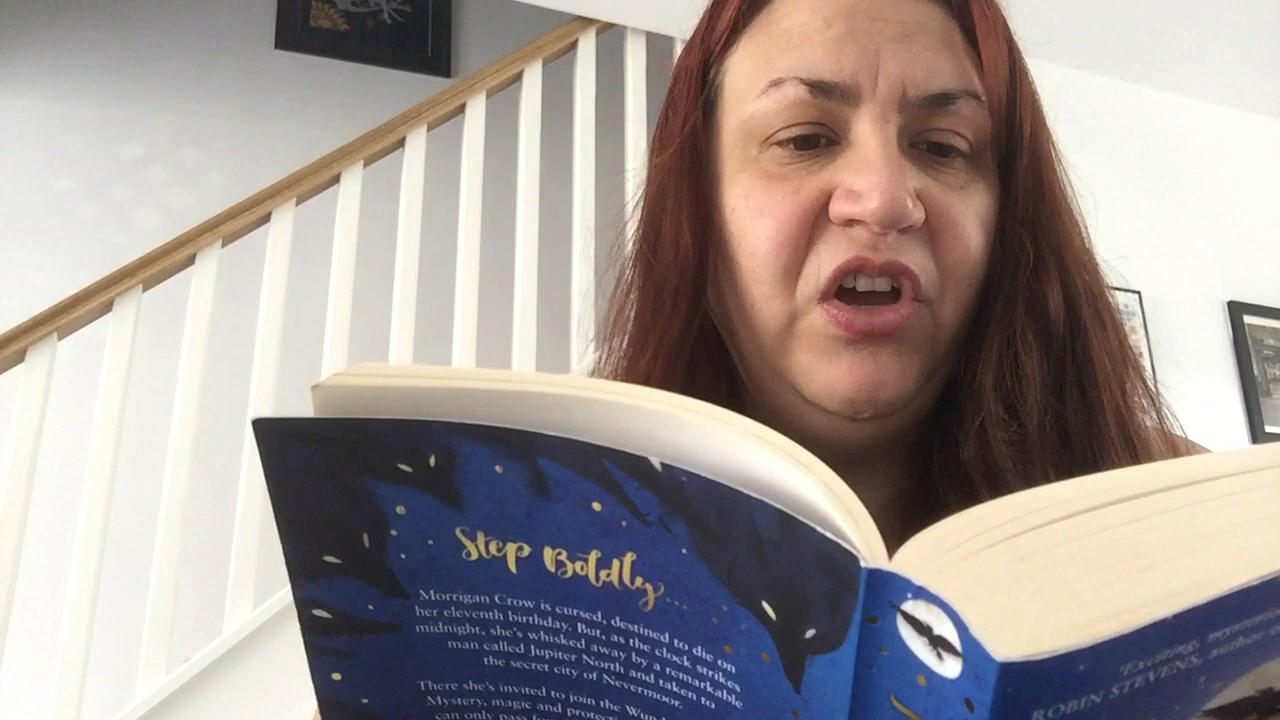 Step Boldly...
Morrigan Crow is cursed, destined to die on
her eleventh birthday. But, as the clock strikes
midnight, she's whisked away by a remarkable
man called Jupiter North and taken to
the secret city of Nevermoor.
There she's invited to join the
Mystery, magic and
can only pass
'Exciting, mysterious
ROBIN STEVENS, author